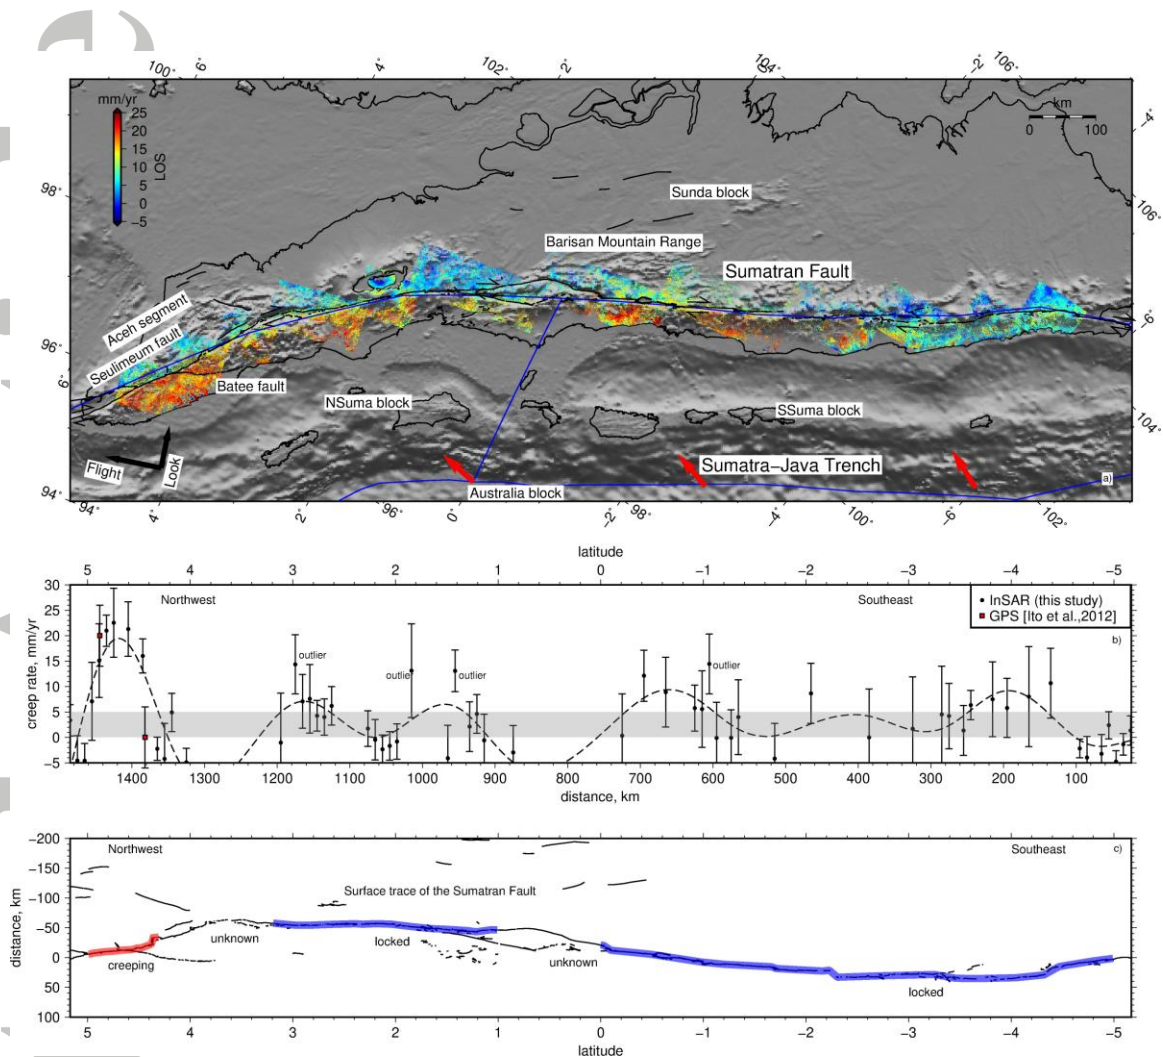 100° 6° 4° 102° 2° 104° -2° 106°
mm/yr
25
20
15
10
5
0
-5
LOS
km
0 100
-4°
98°
Sunda block
106°
Barisan Mountain Range
Sumatran Fault
Aceh segment
Seulimeum fault
-6°
96°
6°
Batee fault
NSuma block
SSuma block
104°
Flight
Look
Sumatra-Java Trench
Australia block
a)
94°
94° 4° 2° 96° 0° -2° 98° -4° 100° -6° 102°
latitude
5 4 3 2 1 0 -1 -2 -3 -4 -5
30
25
20
15
10
5
0
-5
creep rate, mm/yr
Northwest
Southeast
InSAR (this study)
GPS [Ito et al.,2012]
b)
outlier
outlier
outlier
outlier
1400 1300 1200 1100 1000 900 800 700 600 500 400 300 200 100
distance, km
-200
-150
-100
-50
0
50
100
distance, km
Northwest
Southeast
c)
Surface trace of the Sumatran Fault
unknown
locked
creeping
unknown
locked
5 4 3 2 1 0 -1 -2 -3 -4 -5
latitude